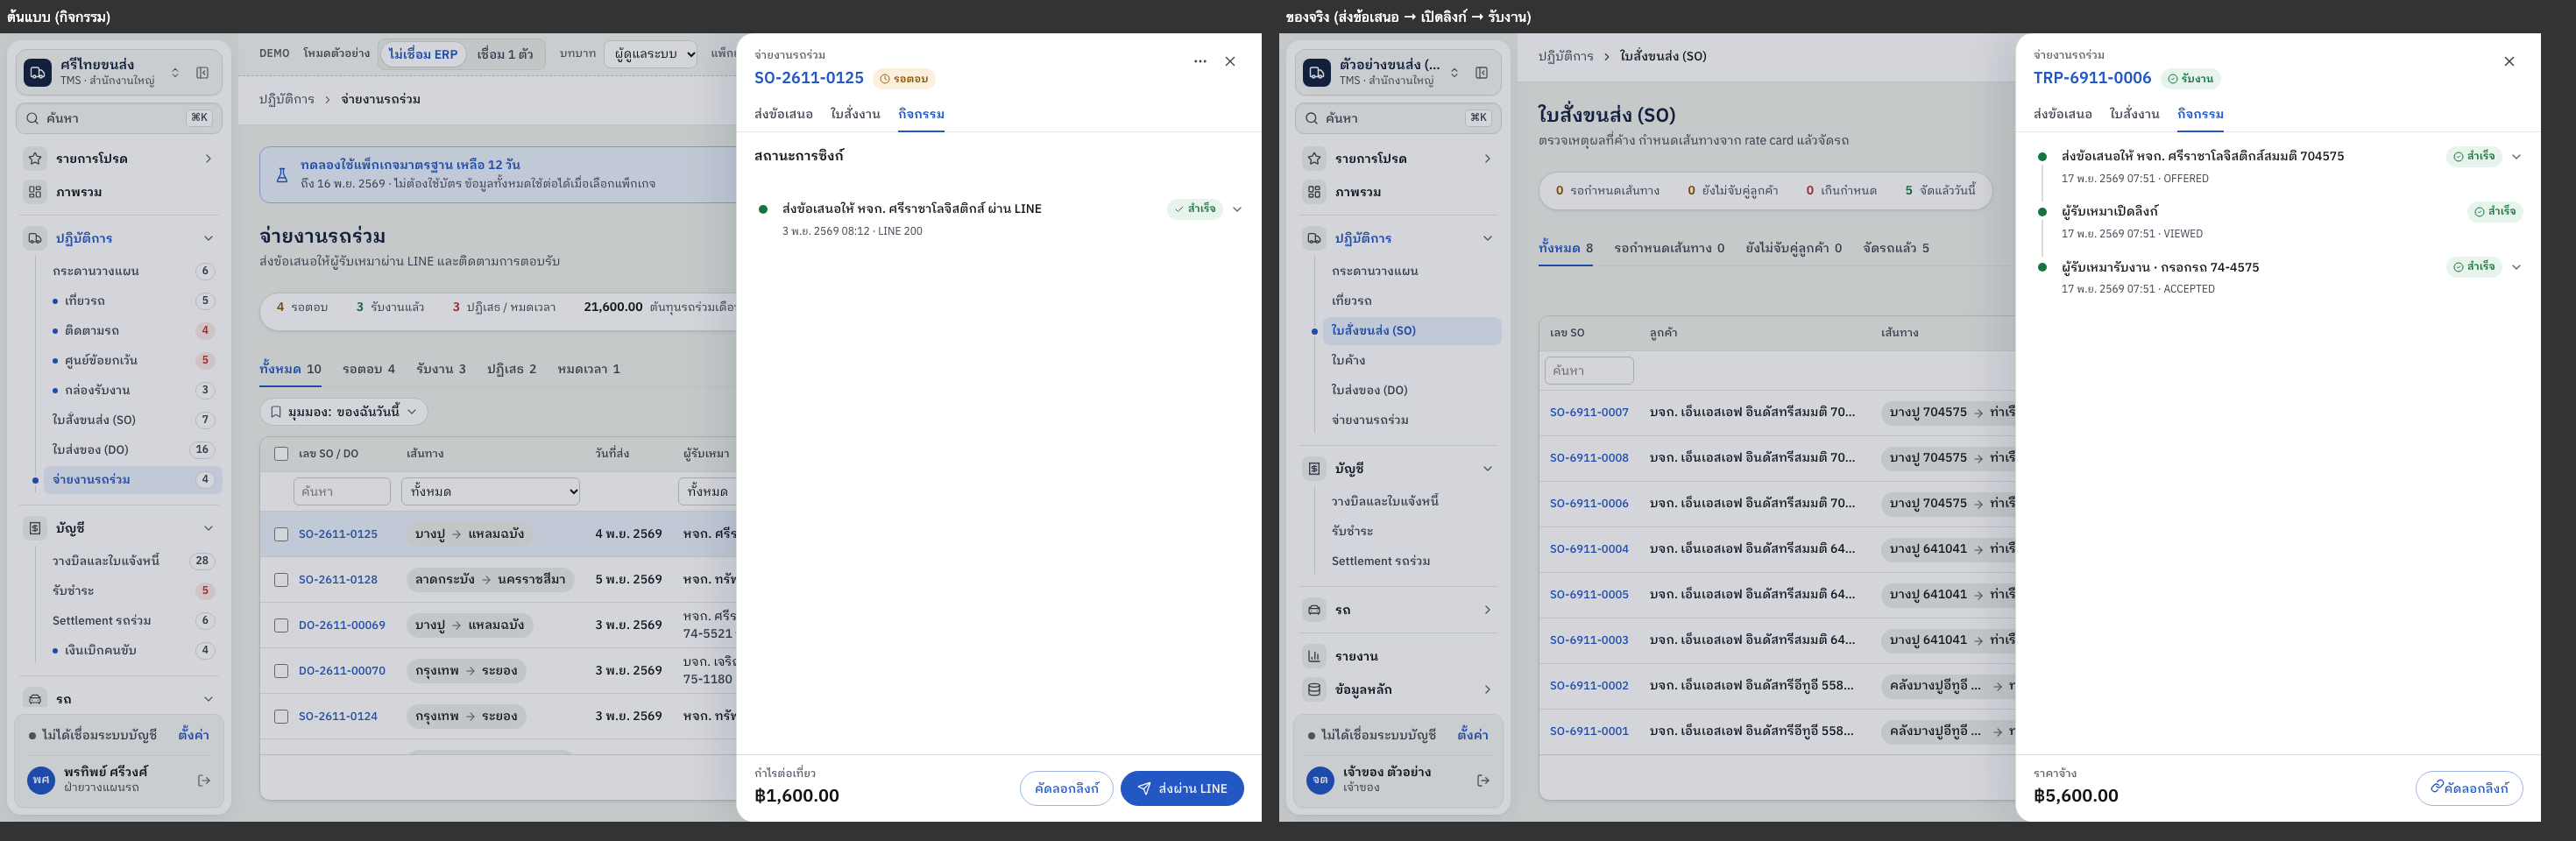 ต้นแบบ (กิจกรรม)
ศรีไทยขนส่ง
TMS · สำนักงานใหญ่
ค้นหา ⌘K
รายการโปรด
ภาพรวม
ปฏิบัติการ
กระดานวางแผน 6
เที่ยวรถ 5
ติดตามรถ 4
ศูนย์ข้อยกเว้น 5
กล่องรับงาน 3
ใบสั่งขนส่ง (SO) 7
ใบส่งของ (DO) 16
จ่ายงานรถร่วม 4
บัญชี
วางบิลและใบแจ้งหนี้ 28
รับชำระ 5
Settlement รถร่วม 6
เงินเบิกคนขับ 4
รถ
ไม่ได้เชื่อมระบบบัญชี ตั้งค่า
พศ
พรทิพย์ ศรีวงศ์
ฝ่ายวางแผนรถ
DEMO โหมดตัวอย่าง ไม่เชื่อม ERP เชื่อม 1 ตัว บทบาท ผู้ดูแลระบบ
ปฏิบัติการ > จ่ายงานรถร่วม
ทดลองใช้แพ็กเกจมาตรฐาน เหลือ 12 วัน
ถึง 16 พ.ย. 2569 · ไม่ต้องใช้บัตร ข้อมูลทั้งหมดใช้ต่อได้เมื่อเลือกแพ็กเกจ
จ่ายงานรถร่วม
ส่งข้อเสนอให้ผู้รับเหมาผ่าน LINE และติดตามการตอบรับ
4 รอตอบ 3 รับงานแล้ว 3 ปฏิเสธ / หมดเวลา 21,600.00 ต้นทุนรถร่วมเดือ
ทั้งหมด 10 รอตอบ 4 รับงาน 3 ปฏิเสธ 2 หมดเวลา 1
มุมมอง: ของฉันวันนี้
เลข SO / DO เส้นทาง วันที่ส่ง ผู้รับเหมา
ค้นหา ทั้งหมด ทั้งหมด
SO-2611-0125 บางปู → แหลมฉบัง 4 พ.ย. 2569 หจก. ศรีร
SO-2611-0128 ลาดกระบัง → นครราชสีมา 5 พ.ย. 2569 หจก. ทรัพ
DO-2611-00069 บางปู → แหลมฉบัง 3 พ.ย. 2569 หจก. ศรีร
74-5521
DO-2611-00070 กรุงเทพ → ระยอง 3 พ.ย. 2569 บจก. เจริญ
75-1180
SO-2611-0124 กรุงเทพ → ระยอง 3 พ.ย. 2569 หจก. ทรัพ
จ่ายงานรถร่วม
SO-2611-0125 รอตอบ
ส่งข้อเสนอ ใบสั่งงาน กิจกรรม
สถานะการซิงก์
ส่งข้อเสนอให้ หจก. ศรีราชาโลจิสติกส์ ผ่าน LINE สำเร็จ
3 พ.ย. 2569 08:12 · LINE 200
กำไรต่อเที่ยว
฿1,600.00
คัดลอกลิงก์ ส่งผ่าน LINE
ของจริง (ส่งข้อเสนอ → เปิดลิงก์ → รับงาน)
ตัวอย่างขนส่ง (...
TMS · สำนักงานใหญ่
ค้นหา ⌘K
รายการโปรด
ภาพรวม
ปฏิบัติการ
กระดานวางแผน
เที่ยวรถ
ใบสั่งขนส่ง (SO)
ใบค้าง
ใบส่งของ (DO)
จ่ายงานรถร่วม
บัญชี
วางบิลและใบแจ้งหนี้
รับชำระ
Settlement รถร่วม
รถ
รายงาน
ข้อมูลหลัก
ไม่ได้เชื่อมระบบบัญชี ตั้งค่า
จต
เจ้าของ ตัวอย่าง
เจ้าของ
ปฏิบัติการ > ใบสั่งขนส่ง (SO)
ใบสั่งขนส่ง (SO)
ตรวจเหตุผลที่ค้าง กำหนดเส้นทางจาก rate card แล้วจัดรถ
0 รอกำหนดเส้นทาง 0 ยังไม่จับคู่ลูกค้า 0 เกินกำหนด 5 จัดแล้ววันนี้
ทั้งหมด 8 รอกำหนดเส้นทาง 0 ยังไม่จับคู่ลูกค้า 0 จัดรถแล้ว 5
เลข SO ลูกค้า เส้นทาง
ค้นหา
SO-6911-0007 บจก. เอ็นเอสเอฟ อินดัสทรีสมมติ 70... บางปู 704575 → ท่าเรื
SO-6911-0008 บจก. เอ็นเอสเอฟ อินดัสทรีสมมติ 70... บางปู 704575 → ท่าเรื
SO-6911-0006 บจก. เอ็นเอสเอฟ อินดัสทรีสมมติ 70... บางปู 704575 → ท่าเรื
SO-6911-0004 บจก. เอ็นเอสเอฟ อินดัสทรีสมมติ 64... บางปู 641041 → ท่าเรื
SO-6911-0005 บจก. เอ็นเอสเอฟ อินดัสทรีสมมติ 64... บางปู 641041 → ท่าเรื
SO-6911-0003 บจก. เอ็นเอสเอฟ อินดัสทรีสมมติ 64... บางปู 641041 → ท่าเรื
SO-6911-0002 บจก. เอ็นเอสเอฟ อินดัสทรีอีทูอี 558... คลังบางปูอีทูอี ... → ท
SO-6911-0001 บจก. เอ็นเอสเอฟ อินดัสทรีอีทูอี 558... คลังบางปูอีทูอี ... → ท
จ่ายงานรถร่วม
TRP-6911-0006 รับงาน
ส่งข้อเสนอ ใบสั่งงาน กิจกรรม
ส่งข้อเสนอให้ หจก. ศรีราชาโลจิสติกส์สมมติ 704575 สำเร็จ
17 พ.ย. 2569 07:51 · OFFERED
ผู้รับเหมาเปิดลิงก์ สำเร็จ
17 พ.ย. 2569 07:51 · VIEWED
ผู้รับเหมารับงาน · กรอกรถ 74-4575 สำเร็จ
17 พ.ย. 2569 07:51 · ACCEPTED
ราคาจ้าง
฿5,600.00
คัดลอกลิงก์